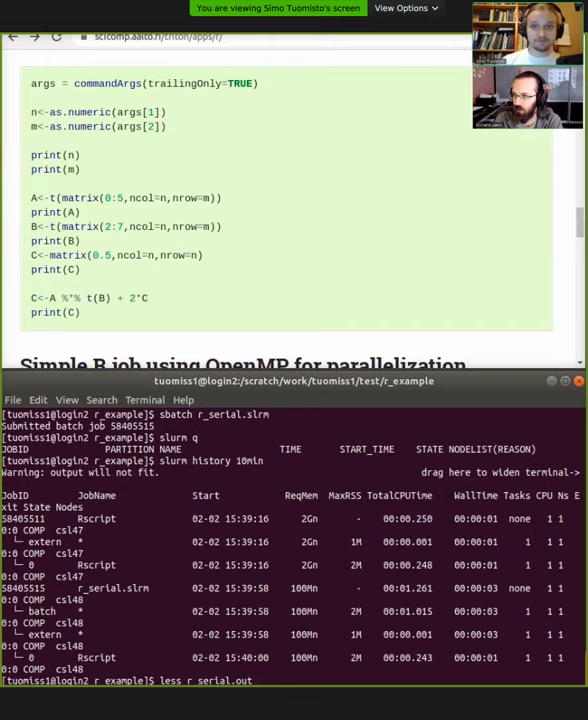 You are viewing Simo Tuomisto's screen
View Options
scicomp.aalto.fi/triton/apps/r/
args = commandArgs(trailingOnly=TRUE)
n<-as.numeric(args[1])
m<-as.numeric(args[2])
print(n)
print(m)
A<-t(matrix(0:5,ncol=n,nrow=m))
print(A)
B<-t(matrix(2:7,ncol=n,nrow=m))
print(B)
C<-matrix(0.5,ncol=n,nrow=n)
print(C)
C<-A %*% t(B) + 2*C
print(C)
Simple R job using OpenMP for parallelization
tuomiss1@login2:/scratch/work/tuomiss1/test/r_example
File Edit View Search Terminal Help
[tuomiss1@login2 r_example]$ sbatch r_serial.slrm
Submitted batch job 58405515
[tuomiss1@login2 r_example]$ slurm q
JOBID PARTITION NAME TIME START_TIME STATE NODELIST(REASON)
[tuomiss1@login2 r_example]$ slurm history 10min
Warning: output will not fit. drag here to widen terminal->
JobID JobName Start ReqMem MaxRSS TotalCPUTime WallTime Tasks CPU Ns E
xit State Nodes
58405511 Rscript 02-02 15:39:16 2Gn - 00:00.250 00:00:01 none 1 1
0:0 COMP csl47
└─ extern * 02-02 15:39:16 2Gn 1M 00:00.001 00:00:01 1 1 1
0:0 COMP csl47
└─ 0 Rscript 02-02 15:39:16 2Gn 2M 00:00.248 00:00:01 1 1 1
0:0 COMP csl47
58405515 r_serial.slrm 02-02 15:39:58 100Mn - 00:01.261 00:00:03 none 1 1
0:0 COMP csl48
└─ batch * 02-02 15:39:58 100Mn 2M 00:01.015 00:00:03 1 1 1
0:0 COMP csl48
└─ extern * 02-02 15:39:58 100Mn 1M 00:00.001 00:00:03 1 1 1
0:0 COMP csl48
└─ 0 Rscript 02-02 15:40:00 100Mn 2M 00:00.243 00:00:01 1 1 1
0:0 COMP csl48
[tuomiss1@login2 r_example]$ less r_serial.out